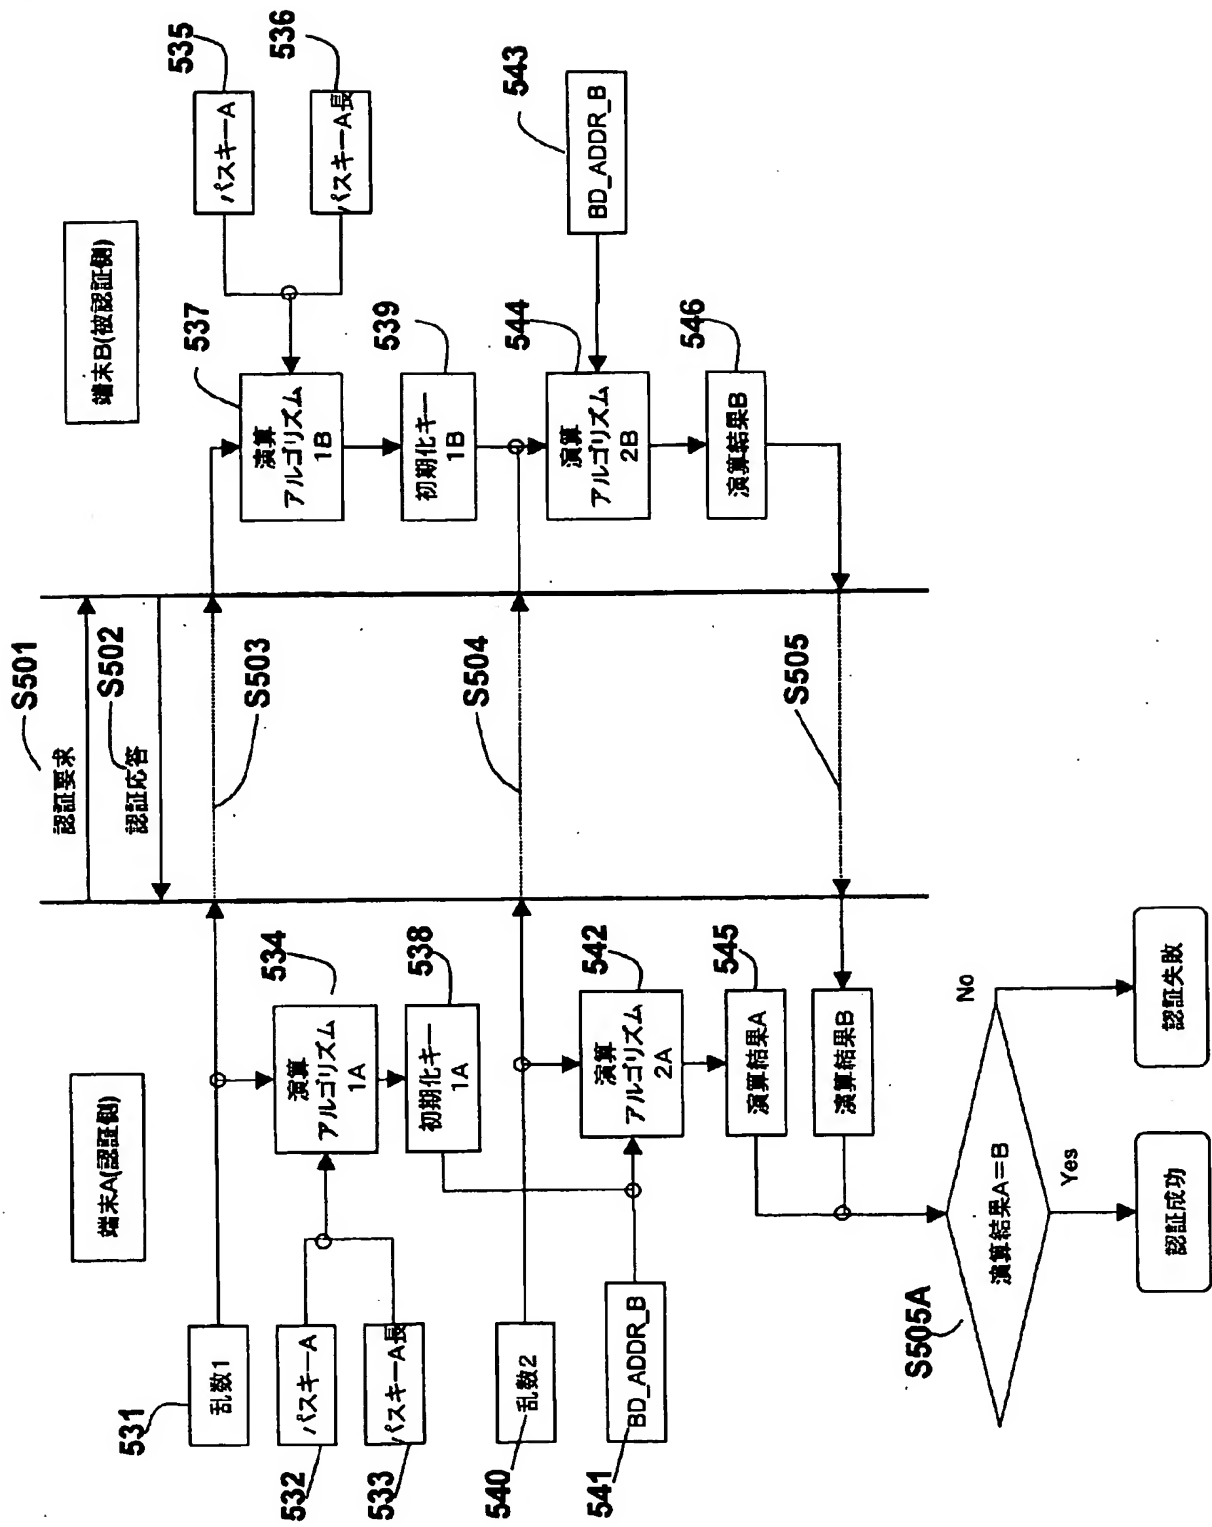 S501
認証要求
S502
認証応答
端末A(認証側)
端末B(被認証側)
531
乱数1
S503
532
パスキーA
533
パスキーA長
534
演算
アルゴリズム
1A
535
パスキーA
536
パスキーA長
537
演算
アルゴリズム
1B
538
初期化キー
1A
539
初期化キー
1B
540
乱数2
S504
541
BD_ADDR_B
542
演算
アルゴリズム
2A
543
BD_ADDR_B
544
演算
アルゴリズム
2B
545
演算結果A
546
演算結果B
S505
演算結果B
S505A
演算結果A=B
No
Yes
認証失敗
認証成功